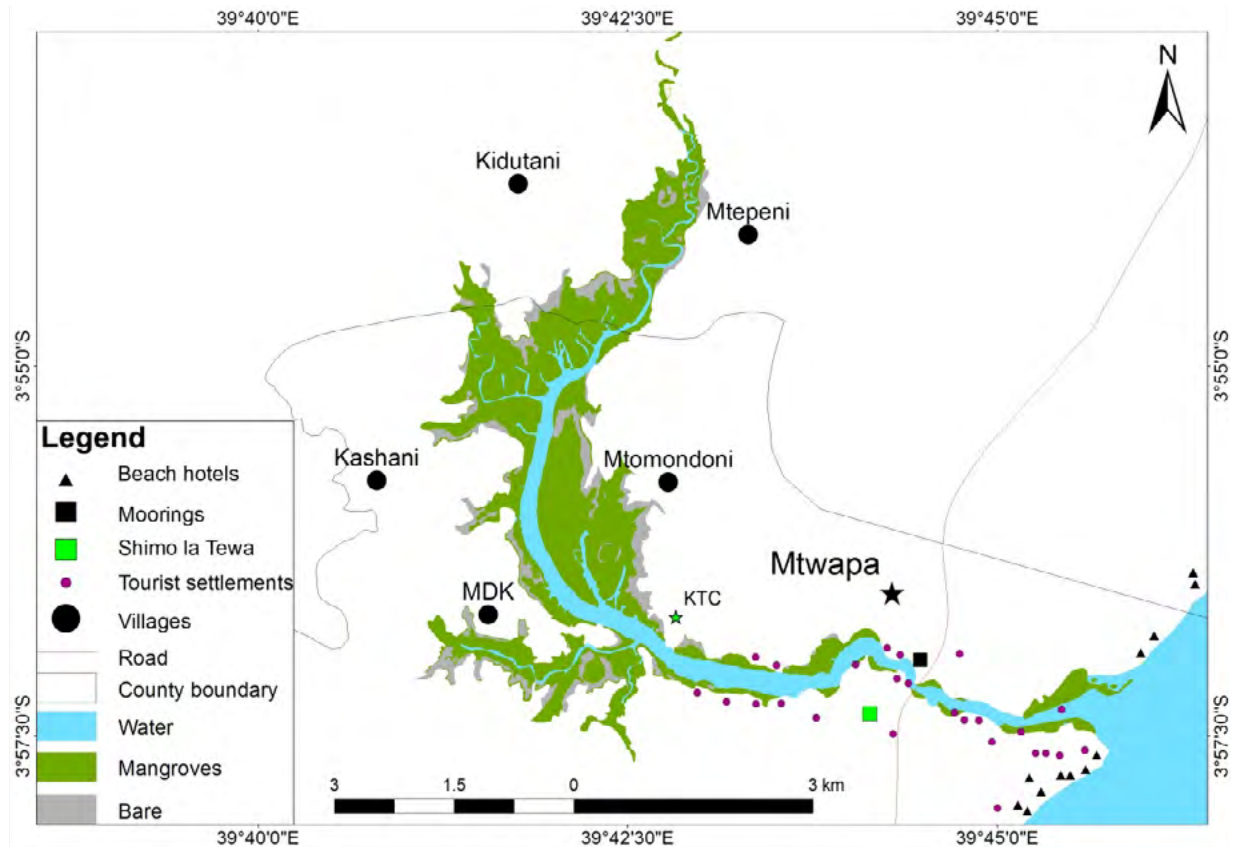 39°40'0"E
39°42'30"E
39°45'0"E
N
Kidutani
Mtepeni
3°55'0"S
3°55'0"S
Legend
Beach hotels
Moorings
Shimo la Tewa
Tourist settlements
Villages
Road
County boundary
Water
Mangroves
Bare
Kashani
Mtomondoni
Mtwapa
MDK
KTC
3°57'30"S
3°57'30"S
3
1.5
0
3 km
39°40'0"E
39°42'30"E
39°45'0"E